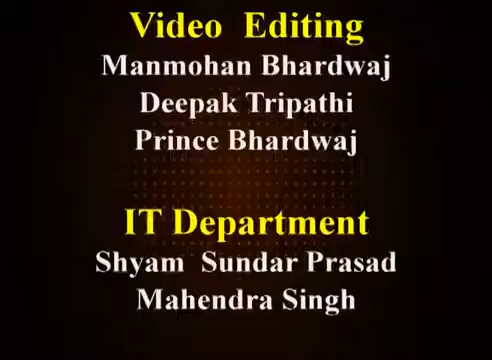 Video Editing
Manmohan Bhardwaj
Deepak Tripathi
Prince Bhardwaj
IT Department
Shyam Sundar Prasad
Mahendra Singh